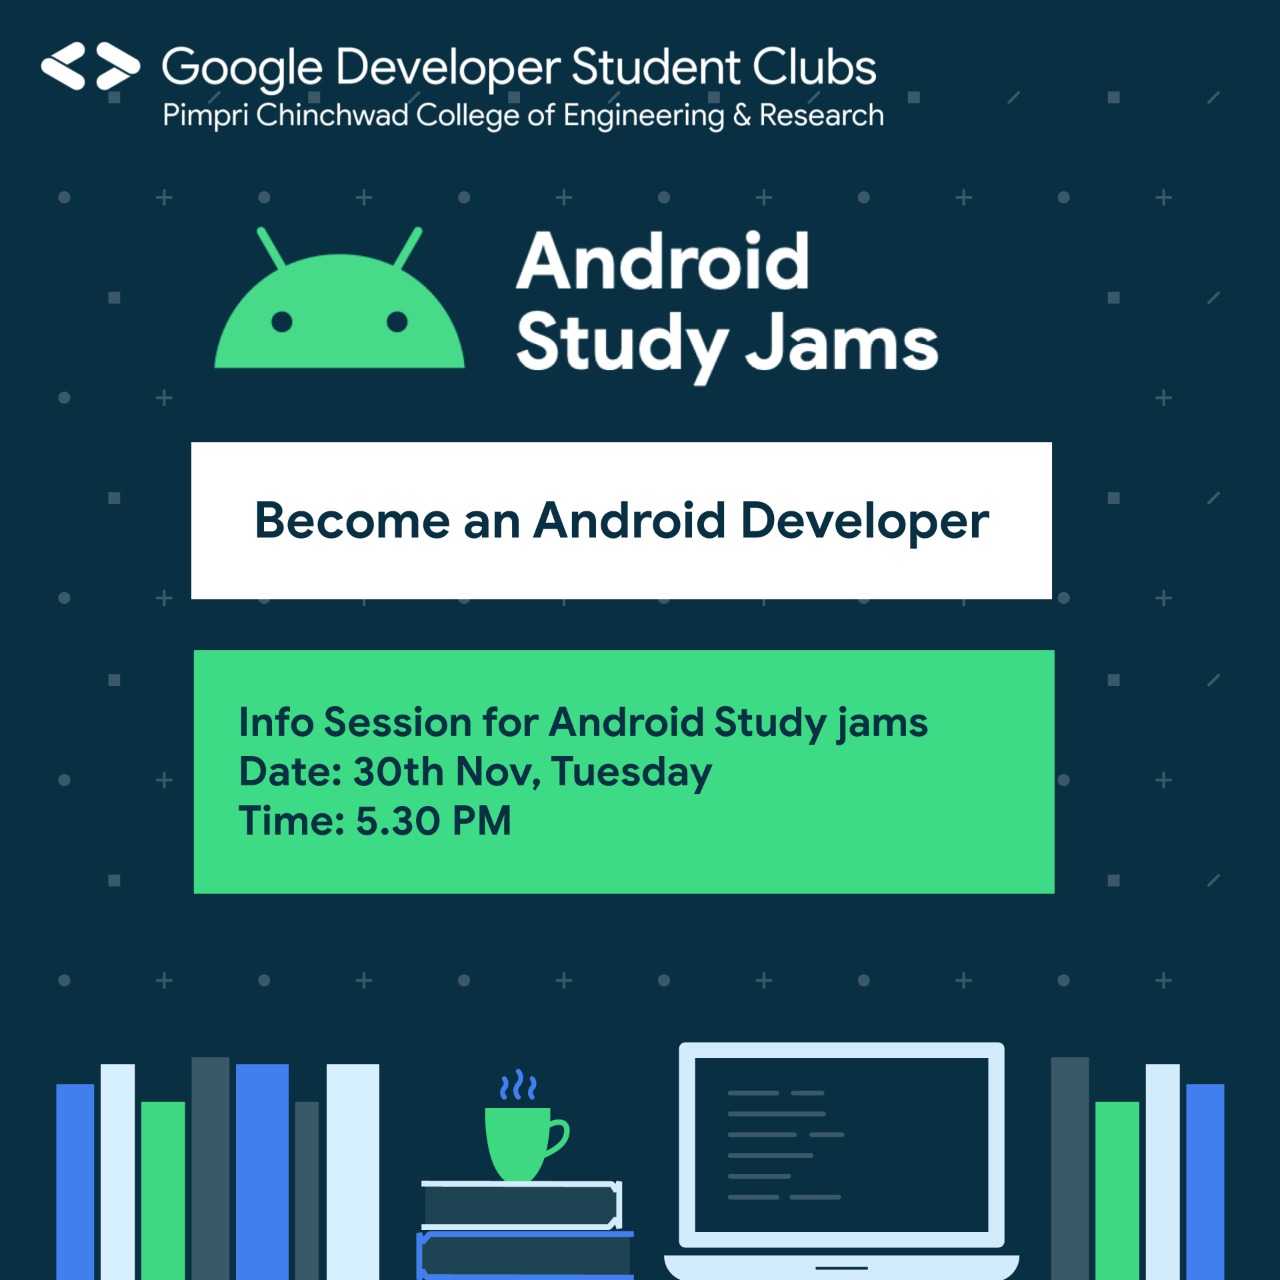 Google Developer Student Clubs
Pimpri Chinchwad College of Engineering & Research
Android
Study Jams
Become an Android Developer
Info Session for Android Study jams
Date: 30th Nov, Tuesday
Time: 5.30 PM